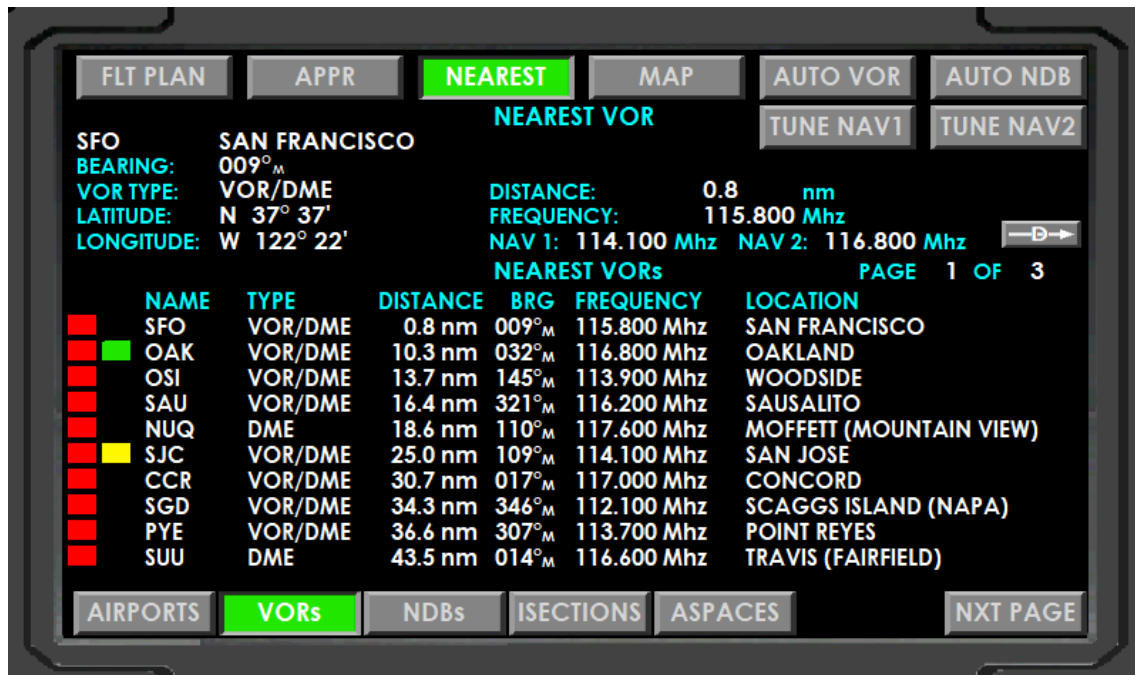 FLT PLAN APPR NEAREST MAP AUTO VOR AUTO NDB
NEAREST VOR TUNE NAV1 TUNE NAV2
SFO SAN FRANCISCO
BEARING: 009°M
VOR TYPE: VOR/DME DISTANCE: 0.8 nm
LATITUDE: N 37° 37' FREQUENCY: 115.800 Mhz
LONGITUDE: W 122° 22' NAV 1: 114.100 Mhz NAV 2: 116.800 Mhz D
NEAREST VORs PAGE 1 OF 3
NAME TYPE DISTANCE BRG FREQUENCY LOCATION
SFO VOR/DME 0.8 nm 009°M 115.800 Mhz SAN FRANCISCO
OAK VOR/DME 10.3 nm 032°M 116.800 Mhz OAKLAND
OSI VOR/DME 13.7 nm 145°M 113.900 Mhz WOODSIDE
SAU VOR/DME 16.4 nm 321°M 116.200 Mhz SAUSALITO
NUQ DME 18.6 nm 110°M 117.600 Mhz MOFFETT (MOUNTAIN VIEW)
SJC VOR/DME 25.0 nm 109°M 114.100 Mhz SAN JOSE
CCR VOR/DME 30.7 nm 017°M 117.000 Mhz CONCORD
SGD VOR/DME 34.3 nm 346°M 112.100 Mhz SCAGGS ISLAND (NAPA)
PYE VOR/DME 36.6 nm 307°M 113.700 Mhz POINT REYES
SUU DME 43.5 nm 014°M 116.600 Mhz TRAVIS (FAIRFIELD)
AIRPORTS VORs NDBs ISECTIONS ASPACES NXT PAGE